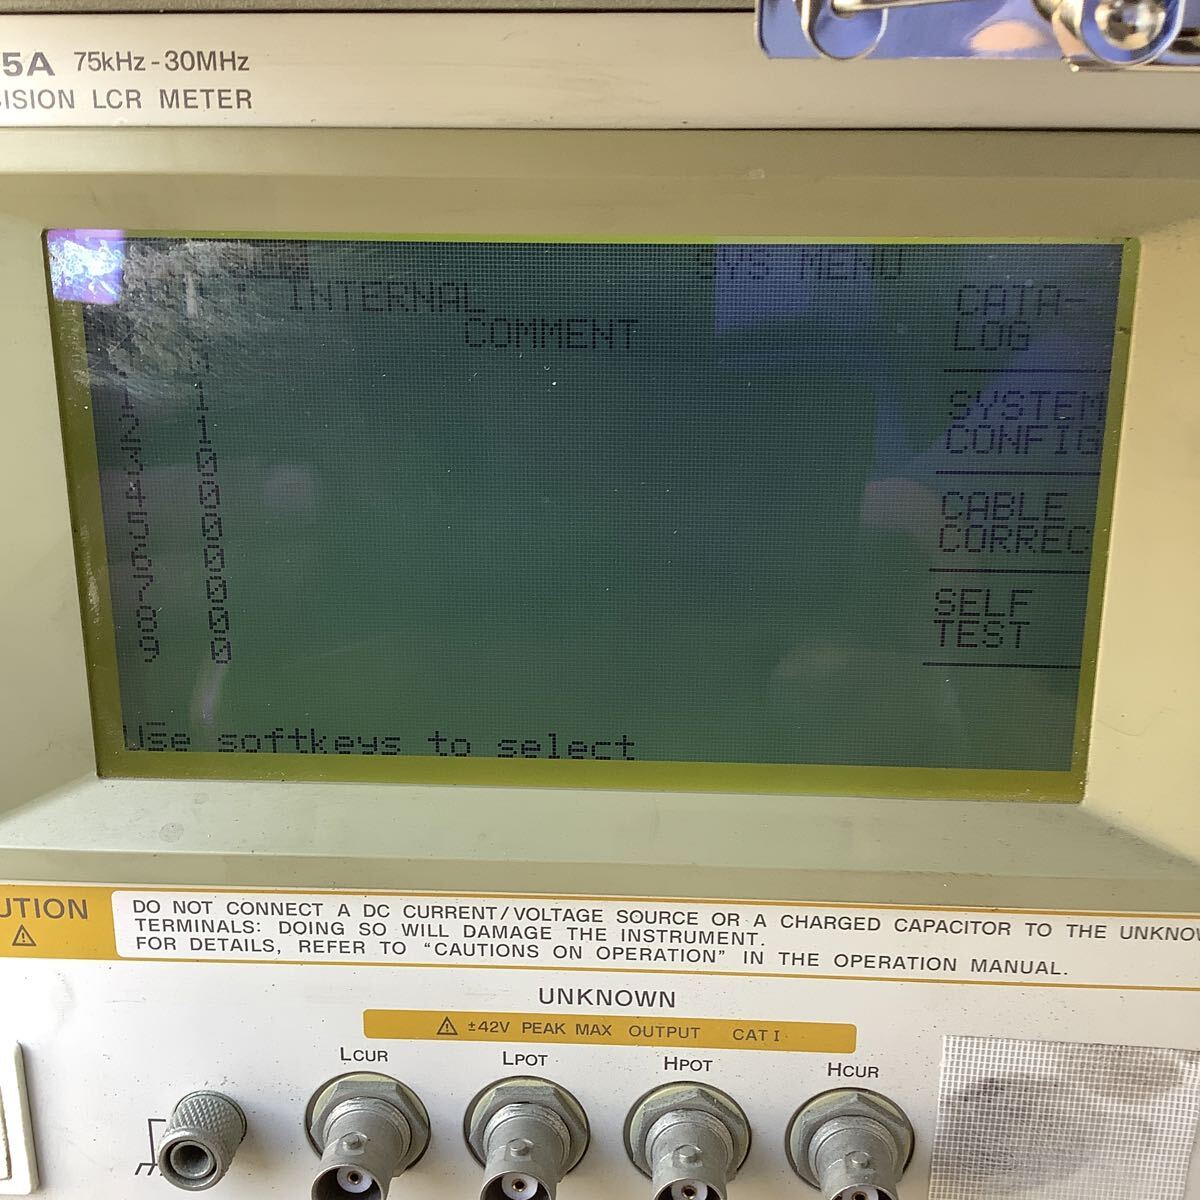 5A 75kHz-30MHz
ISION LCR METER
SYS MENU
INTERNAL
COMMENT
CATA-
LOG
SYSTEM
CONFIG
CABLE
CORREC
SELF
TEST
1 1
2 1
3 0
4 0
5 0
6 0
7 0
8 0
9 0
Use softkeys to select
UTION
DO NOT CONNECT A DC CURRENT/VOLTAGE SOURCE OR A CHARGED CAPACITOR TO THE UNKNOW
TERMINALS: DOING SO WILL DAMAGE THE INSTRUMENT.
FOR DETAILS, REFER TO "CAUTIONS ON OPERATION" IN THE OPERATION MANUAL.
UNKNOWN
⚠ ±42V PEAK MAX OUTPUT CAT I
LCUR LPOT HPOT HCUR